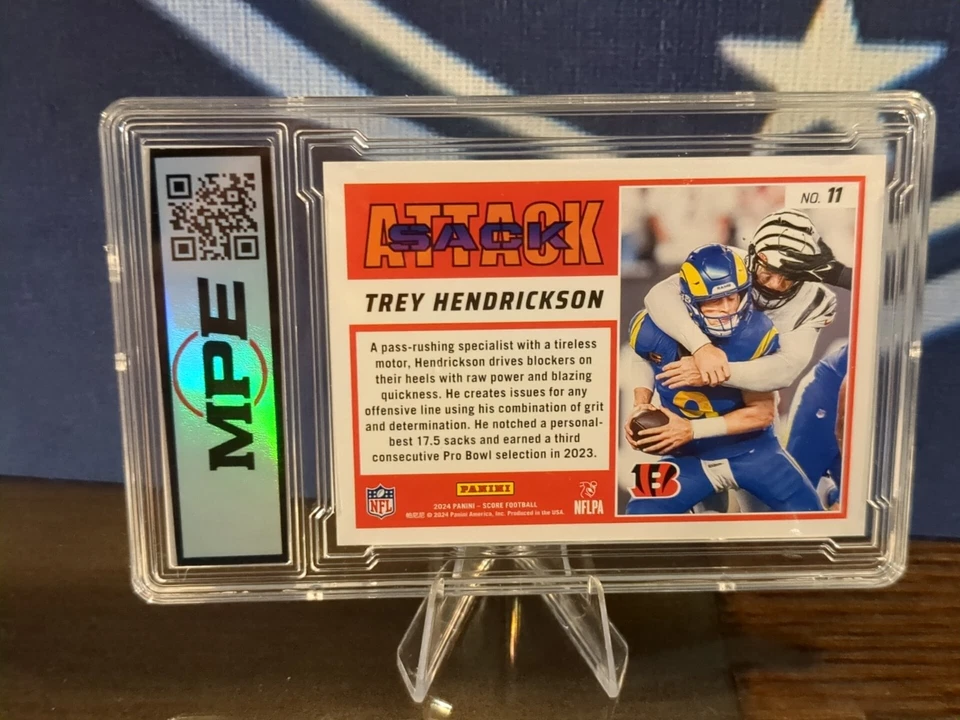 MPE
SACK
ATTACK
NO. 11
TREY HENDRICKSON
A pass-rushing specialist with a tireless
motor, Hendrickson drives blockers on
their heels with raw power and blazing
quickness. He creates issues for any
offensive line using his combination of grit
and determination. He notched a personal-
best 17.5 sacks and earned a third
consecutive Pro Bowl selection in 2023.
9
B
NFL
PANINI
2024 PANINI – SCORE FOOTBALL
© 2024 Panini America, Inc. Produced in the USA.
NFLPA